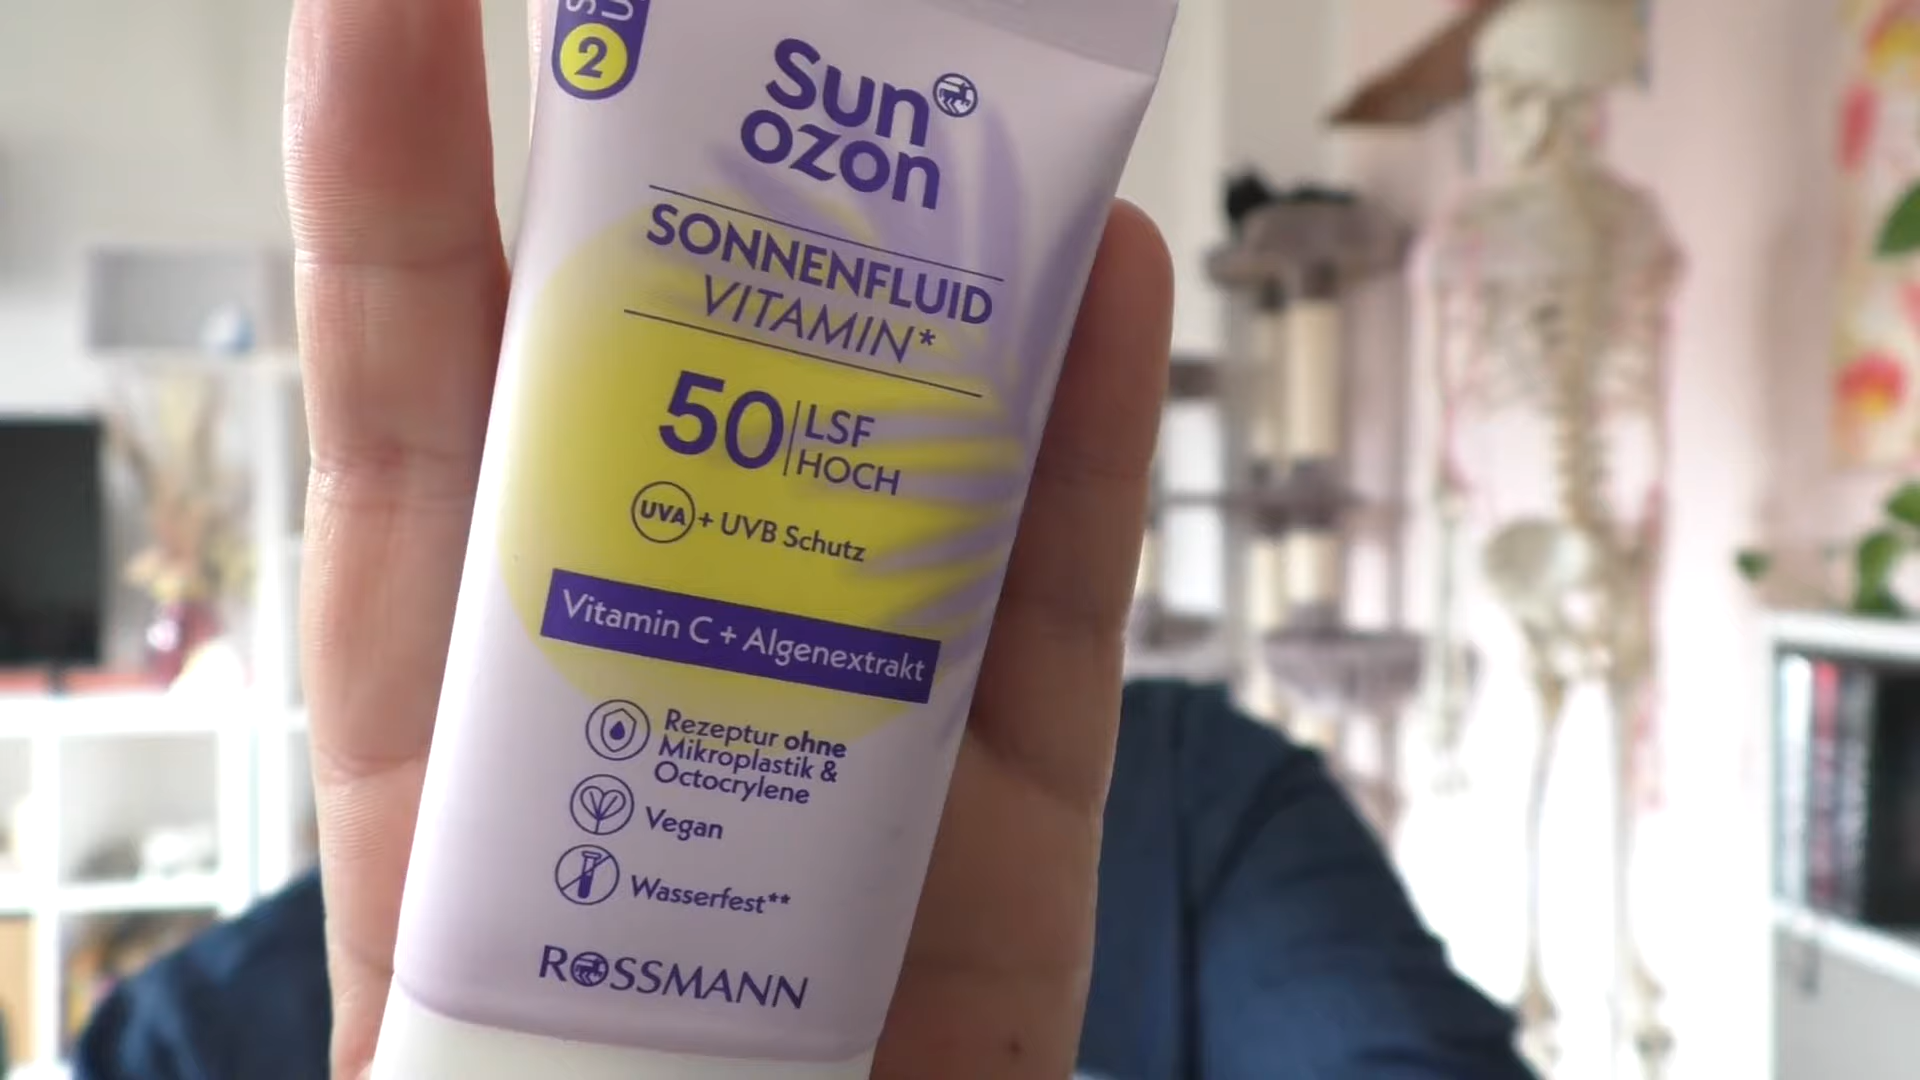 2
Sun
ozon
SONNENFLUID
VITAMIN*
50 LSF
HOCH
UVA + UVB Schutz
Vitamin C + Algenextrakt
Rezeptur ohne
Mikroplastik &
Octocrylene
Vegan
Wasserfest**
ROSSMANN